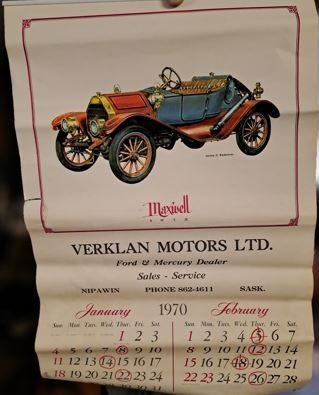 Maxwell
1912
VERKLAN MOTORS LTD.
Ford & Mercury Dealer
Sales - Service
NIPAWIN PHONE 862-4611 SASK.
January 1970 February
Sun. Mon. Tues. Wed. Thur. Fri. Sat. Sun. Mon. Tues. Wed. Thur. Fri. Sat.
1 2 3 1 2 3 4 5 6 7
4 5 6 7 8 9 10 8 9 10 11 12 13 14
11 12 13 14 15 16 17 15 16 17 18 19 20 21
18 19 20 21 22 23 24 22 23 24 25 26 27 28
29 30 31